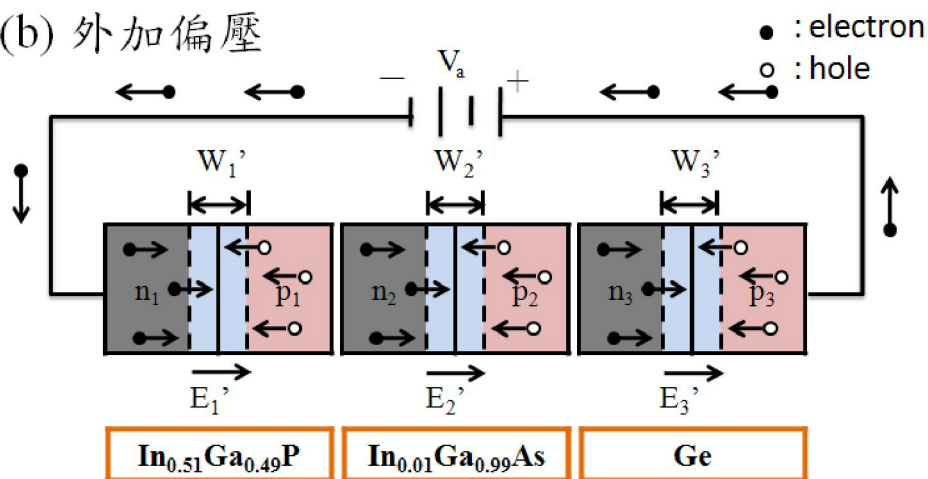 (b) 外加偏壓
● : electron
○ : hole
− Vₐ +
W₁’ W₂’ W₃’
n₁ p₁ n₂ p₂ n₃ p₃
E₁’ E₂’ E₃’
In₀.₅₁Ga₀.₄₉P In₀.₀₁Ga₀.₉₉As Ge